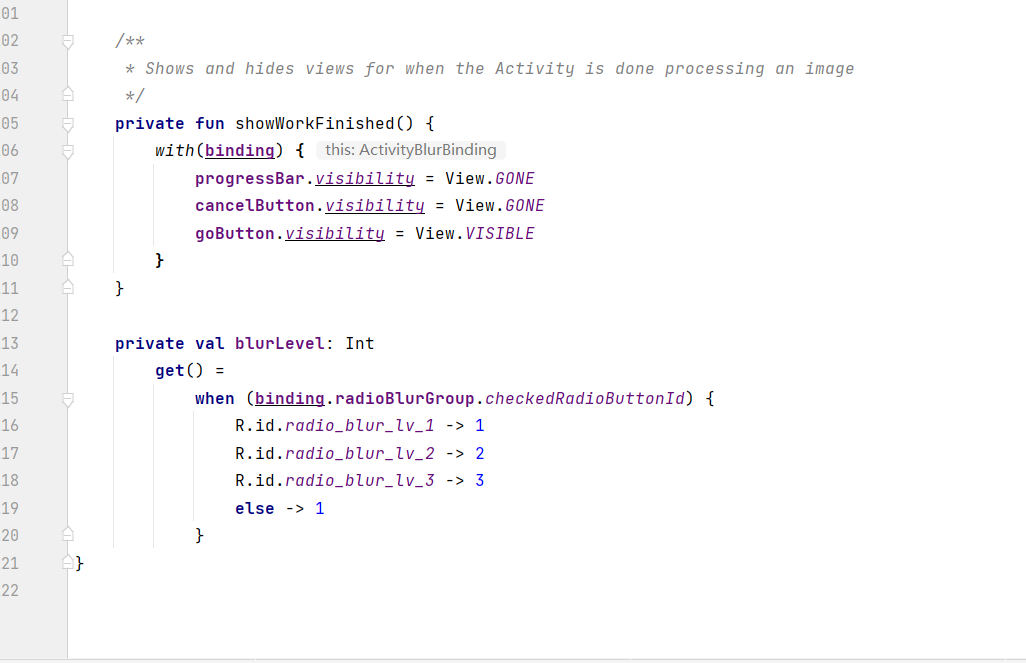 01
02 /**
03 * Shows and hides views for when the Activity is done processing an image
04 */
05 private fun showWorkFinished() {
06 with(binding) { this: ActivityBlurBinding
07 progressBar.visibility = View.GONE
08 cancelButton.visibility = View.GONE
09 goButton.visibility = View.VISIBLE
10 }
11 }
12
13 private val blurLevel: Int
14 get() =
15 when (binding.radioBlurGroup.checkedRadioButtonId) {
16 R.id.radio_blur_lv_1 -> 1
17 R.id.radio_blur_lv_2 -> 2
18 R.id.radio_blur_lv_3 -> 3
19 else -> 1
20 }
21 }
22